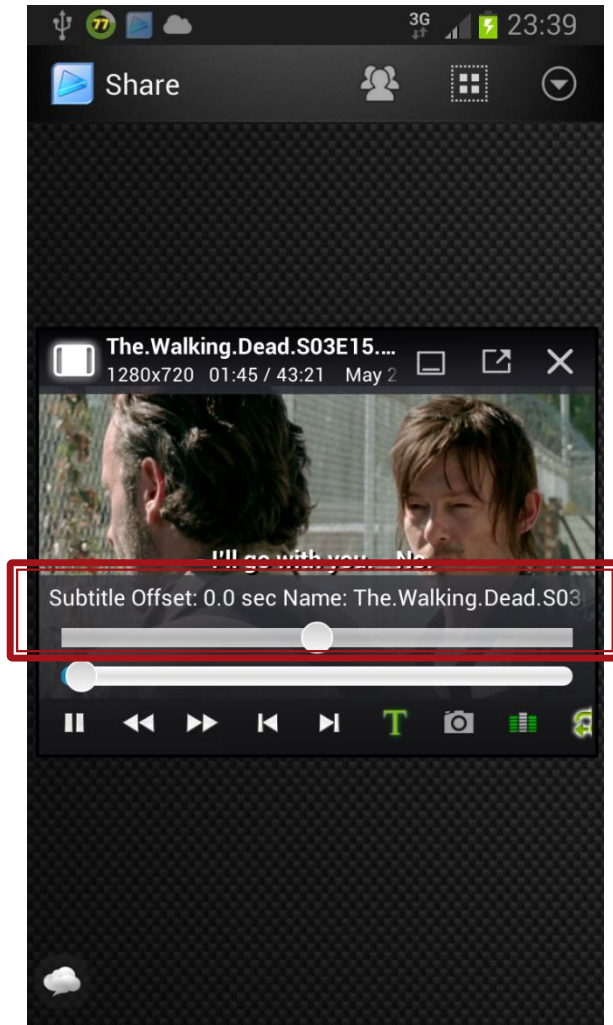 77 3G 23:39
Share
The.Walking.Dead.S03E15....
1280x720 01:45 / 43:21 May 2
- I'll go with you. - No.
Subtitle Offset: 0.0 sec Name: The.Walking.Dead.S03
T